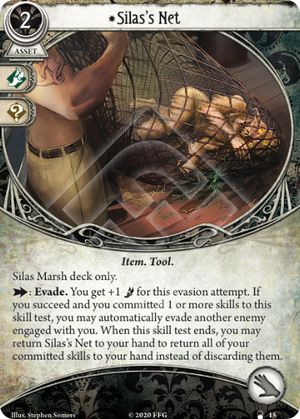 2
✷Silas's Net
ASSET
Item. Tool.
Silas Marsh deck only.
: Evade. You get +1 for this evasion attempt. If
you succeed and you committed 1 or more skills to this
skill test, you may automatically evade another enemy
engaged with you. When this skill test ends, you may
return Silas's Net to your hand to return all of your
committed skills to your hand instead of discarding them.
?
Illus. Stephen Somers
© 2020 FFG
15